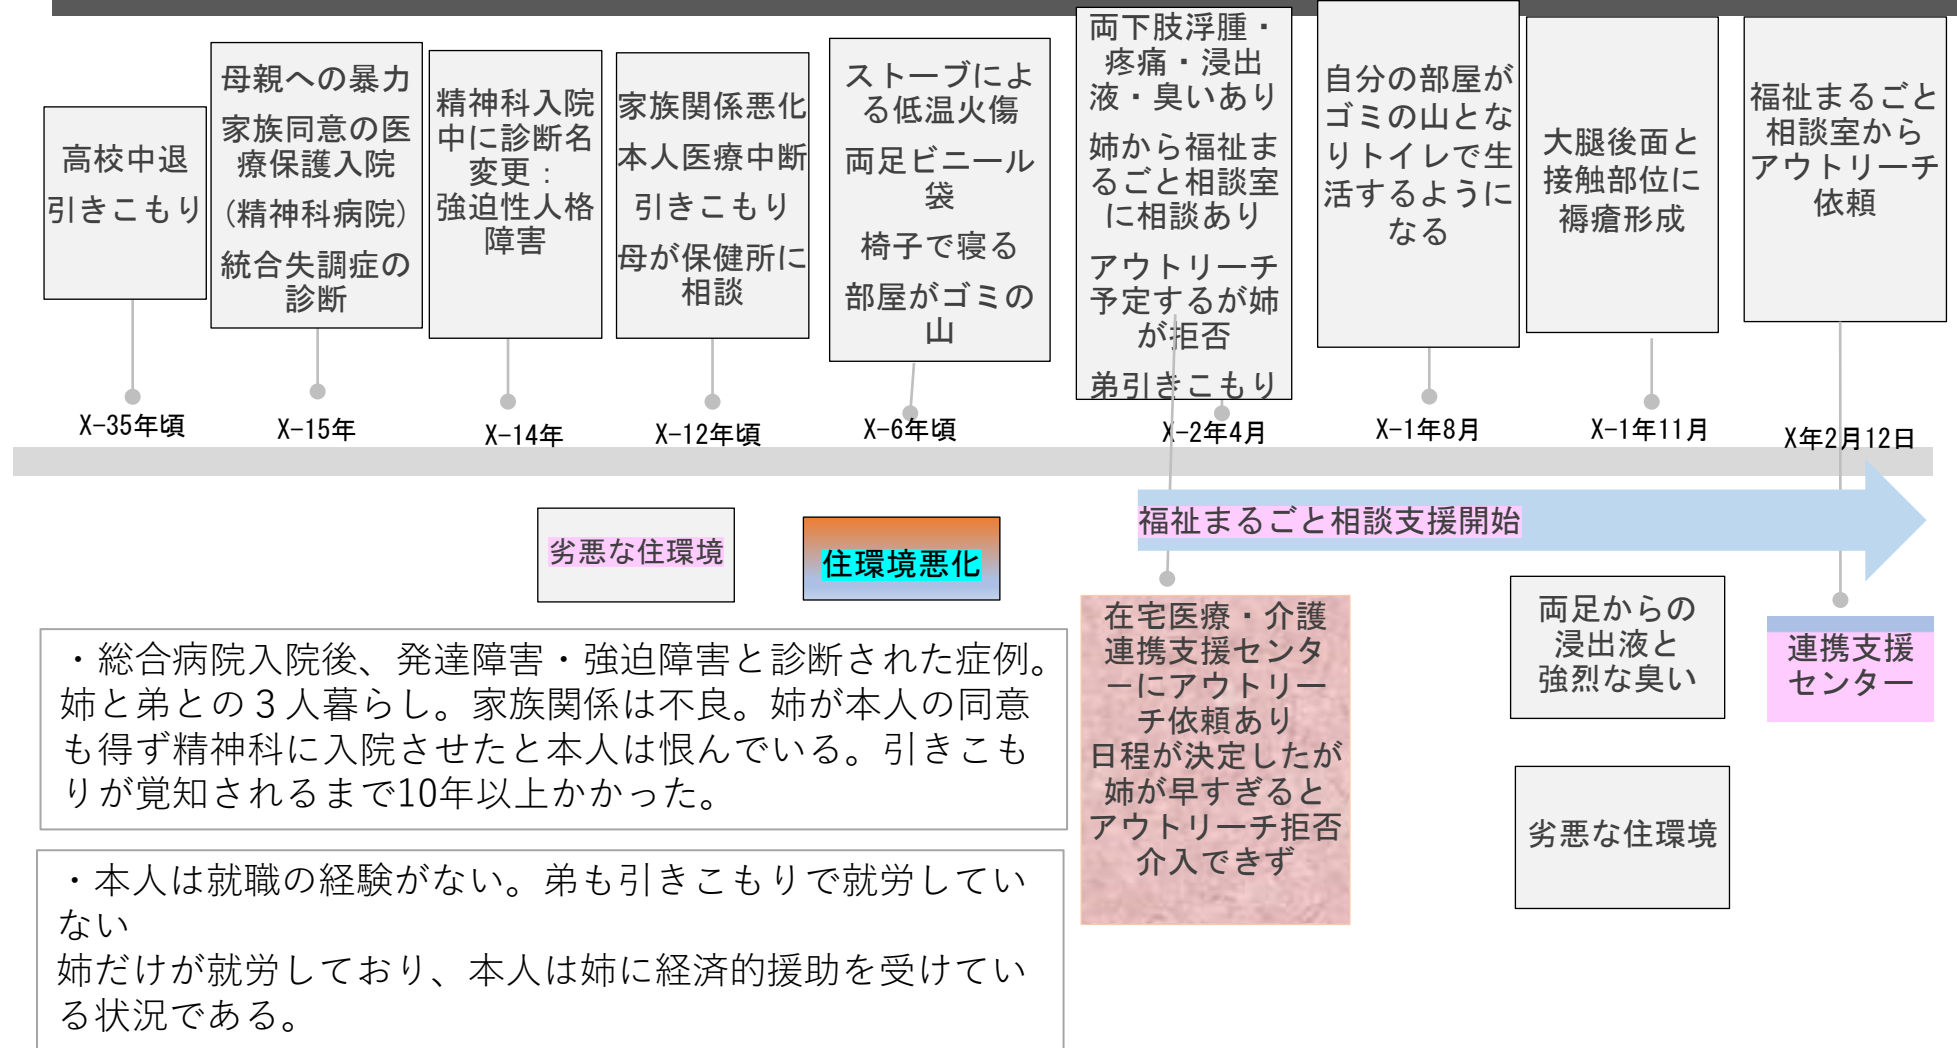 高校中退
引きこもり
母親への暴力
家族同意の医
療保護入院
(精神科病院)
統合失調症の
診断
精神科入院
中に診断名
変更：
強迫性人格
障害
家族関係悪化
本人医療中断
引きこもり
母が保健所に
相談
ストーブによ
る低温火傷
両足ビニール
袋
椅子で寝る
部屋がゴミの
山
両下肢浮腫・
疼痛・浸出
液・臭いあり
姉から福祉ま
るごと相談室
に相談あり
アウトリーチ
予定するが姉
が拒否
弟引きこもり
自分の部屋が
ゴミの山とな
りトイレで生
活するように
なる
大腿後面と
接触部位に
褥瘡形成
福祉まるごと
相談室から
アウトリーチ
依頼
X-35年頃
X-15年
X-14年
X-12年頃
X-6年頃
X-2年4月
X-1年8月
X-1年11月
X年2月12日
福祉まるごと相談支援開始
劣悪な住環境
住環境悪化
・総合病院入院後、発達障害・強迫障害と診断された症例。
姉と弟との３人暮らし。家族関係は不良。姉が本人の同意
も得ず精神科に入院させたと本人は恨んでいる。引きこも
りが覚知されるまで10年以上かかった。
・本人は就職の経験がない。弟も引きこもりで就労してい
ない
姉だけが就労しており、本人は姉に経済的援助を受けてい
る状況である。
在宅医療・介護
連携支援センタ
ーにアウトリー
チ依頼あり
日程が決定したが
姉が早すぎると
アウトリーチ拒否
介入できず
両足からの
浸出液と
強烈な臭い
劣悪な住環境
連携支援
センター